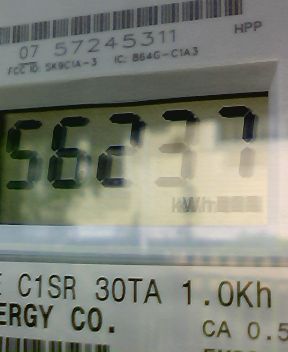 07 57245311 HPP
FCC ID: SK9C1A-3 IC: 864G-C1A3
56237
kWh
C1SR 30TA 1.0Kh
ERGY CO.
CA 0.5